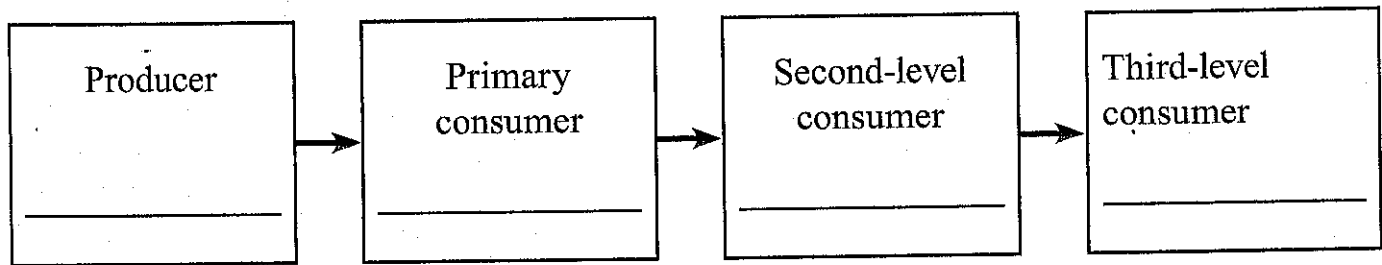 Producer
Primary
consumer
Second-level
consumer
Third-level
consumer